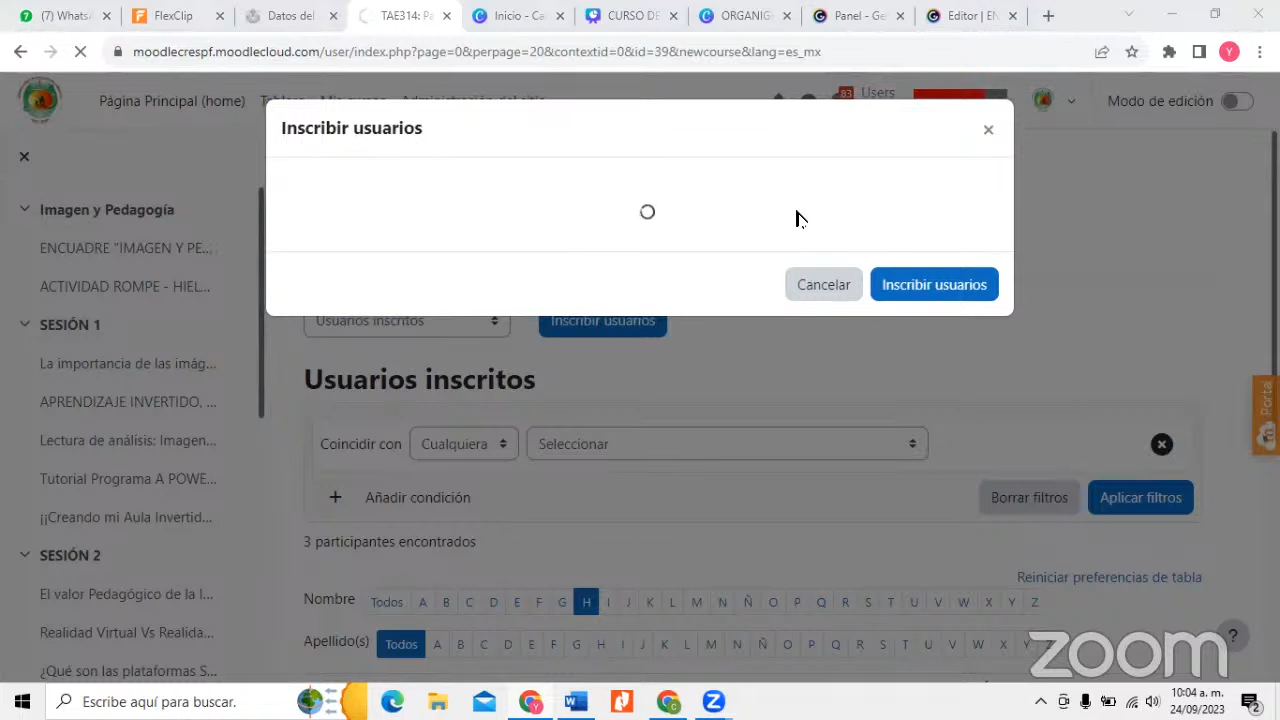 (7) Whats
FlexClip
Datos del
TAE314: Pa
Inicio - Ca
CURSO DE
ORGANIG
Panel - Ge
Editor | EN
moodlecrespf.moodlecloud.com/user/index.php?page=0&perpage=20&contextid=0&id=39&newcourse&lang=es_mx
Y
Página Principal (home)
83
Users
Modo de edición
Inscribir usuarios
Cancelar
Inscribir usuarios
Imagen y Pedagogía
ENCUADRE "IMAGEN Y PE...
ACTIVIDAD ROMPE - HIEL...
SESIÓN 1
La importancia de las imág...
APRENDIZAJE INVERTIDO, ...
Lectura de análisis: Imagen...
Tutorial Programa A POWE...
¡¡Creando mi Aula Invertid...
SESIÓN 2
El valor Pedagógico de la I...
Realidad Virtual Vs Realida...
¿Qué son las plataformas S...
Usuarios inscritos
Inscribir usuarios
Usuarios inscritos
Coincidir con
Cualquiera
Seleccionar
Añadir condición
Borrar filtros
Aplicar filtros
3 participantes encontrados
Reiniciar preferencias de tabla
Nombre Todos A B C D E F G H I J K L M N Ñ O P Q R S T U V W X Y Z
Apellido(s) Todos A B C D E F G H I J K L M N Ñ O P Q R S T U V W X Y Z
Portal
?
zoom
Escribe aquí para buscar.
10:04 a. m.
24/09/2023
2